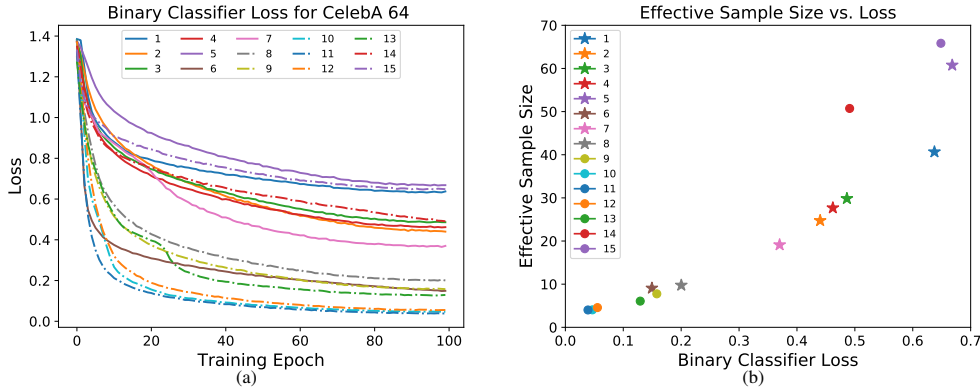 Binary Classifier Loss for CelebA 64
1 4 7 10 13
2 5 8 11 14
3 6 9 12 15
Loss
1.4
1.2
1.0
0.8
0.6
0.4
0.2
0.0
0 20 40 60 80 100
Training Epoch
(a)
Effective Sample Size vs. Loss
1
2
3
4
5
6
7
8
9
10
11
12
13
14
15
Effective Sample Size
70
60
50
40
30
20
10
0
0.0 0.1 0.2 0.3 0.4 0.5 0.6 0.7
Binary Classifier Loss
(b)